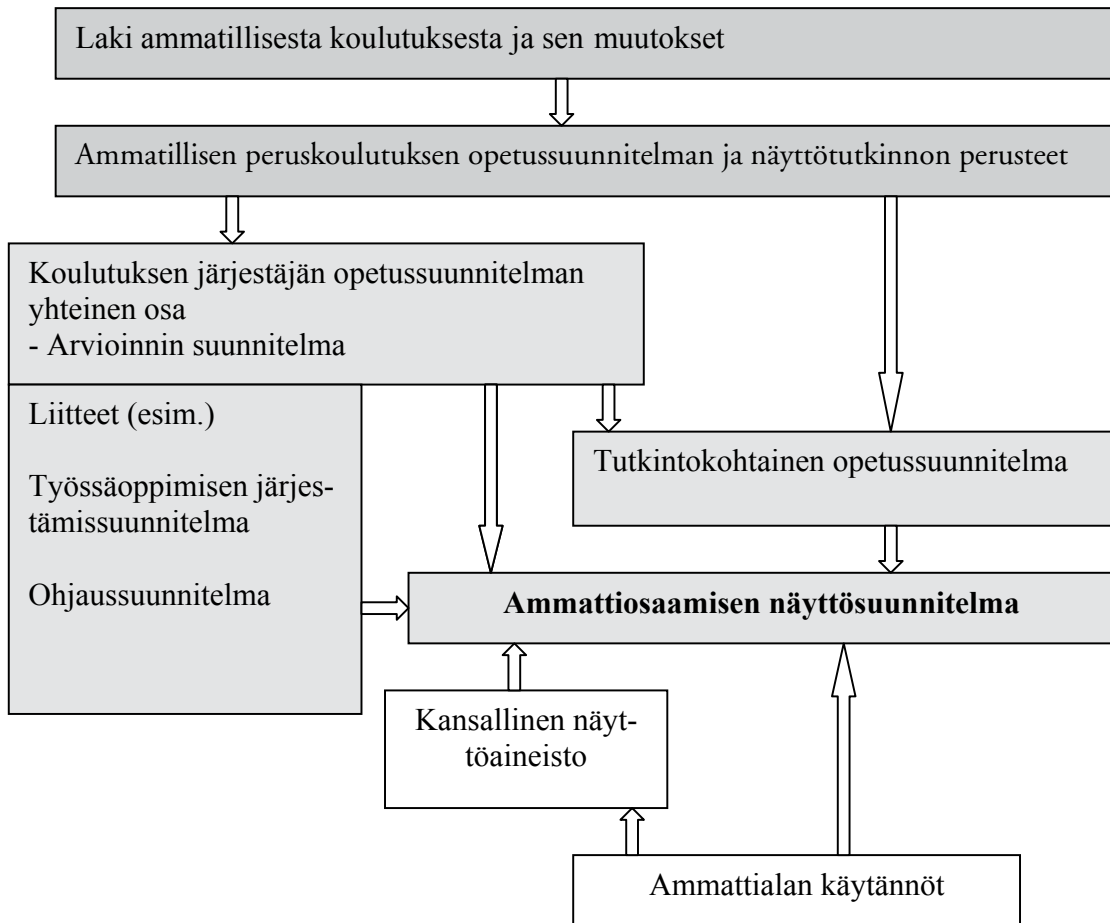 Laki ammatillisesta koulutuksesta ja sen muutokset
Ammatillisen peruskoulutuksen opetussuunnitelman ja näyttötutkinnon perusteet
Koulutuksen järjestäjän opetussuunnitelman
yhteinen osa
- Arvioinnin suunnitelma
Liitteet (esim.)
Työssäoppimisen järjes-
tämissuunnitelma
Ohjaussuunnitelma
Tutkintokohtainen opetussuunnitelma
Ammattiosaamisen näyttösuunnitelma
Kansallinen näyt-
töaineisto
Ammattialan käytännöt